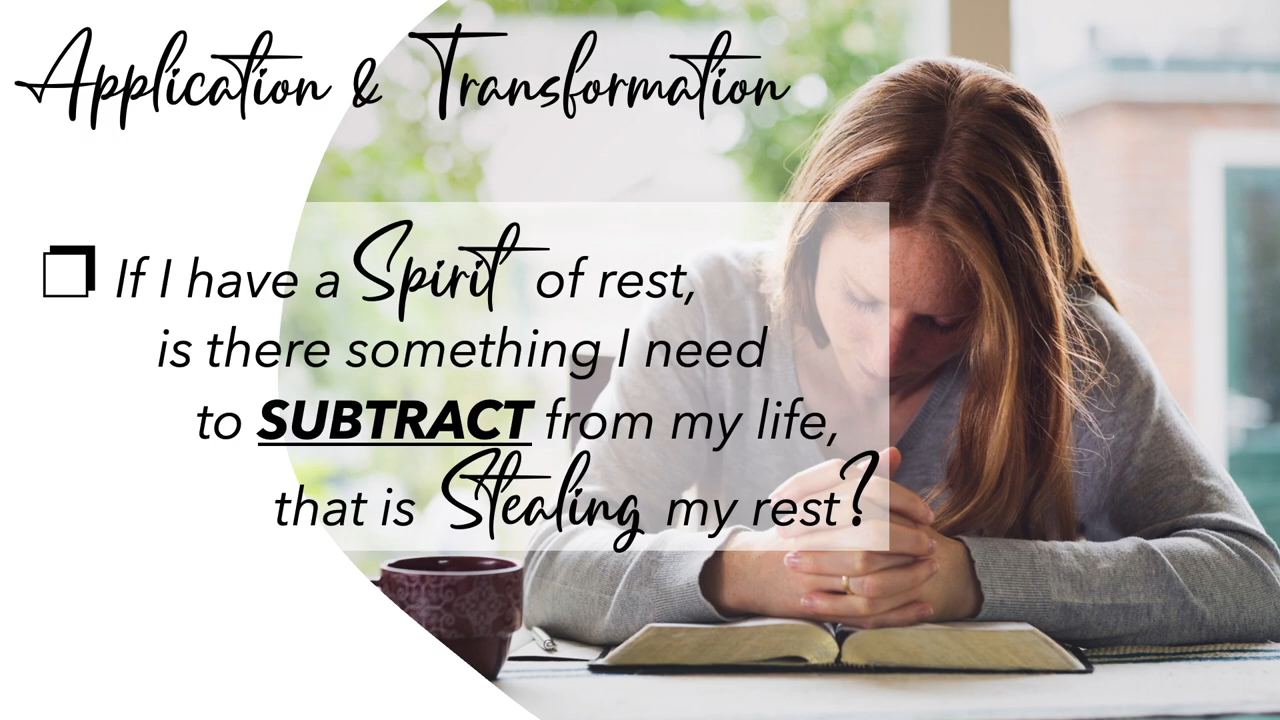 Application & Transformation
❒ If I have a Spirit of rest,
is there something I need
to SUBTRACT from my life,
that is Stealing my rest?